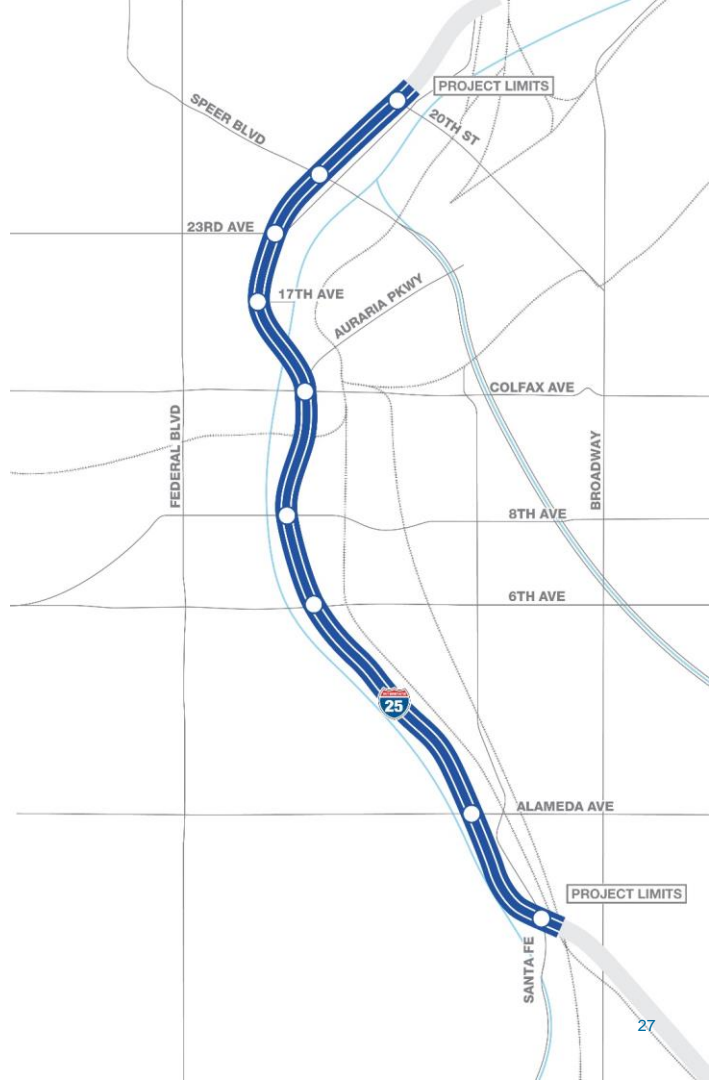 PROJECT LIMITS
SPEER BLVD
20TH ST
23RD AVE
17TH AVE
AURARIA PKWY
COLFAX AVE
FEDERAL BLVD
BROADWAY
8TH AVE
6TH AVE
25
ALAMEDA AVE
PROJECT LIMITS
SANTA FE
27